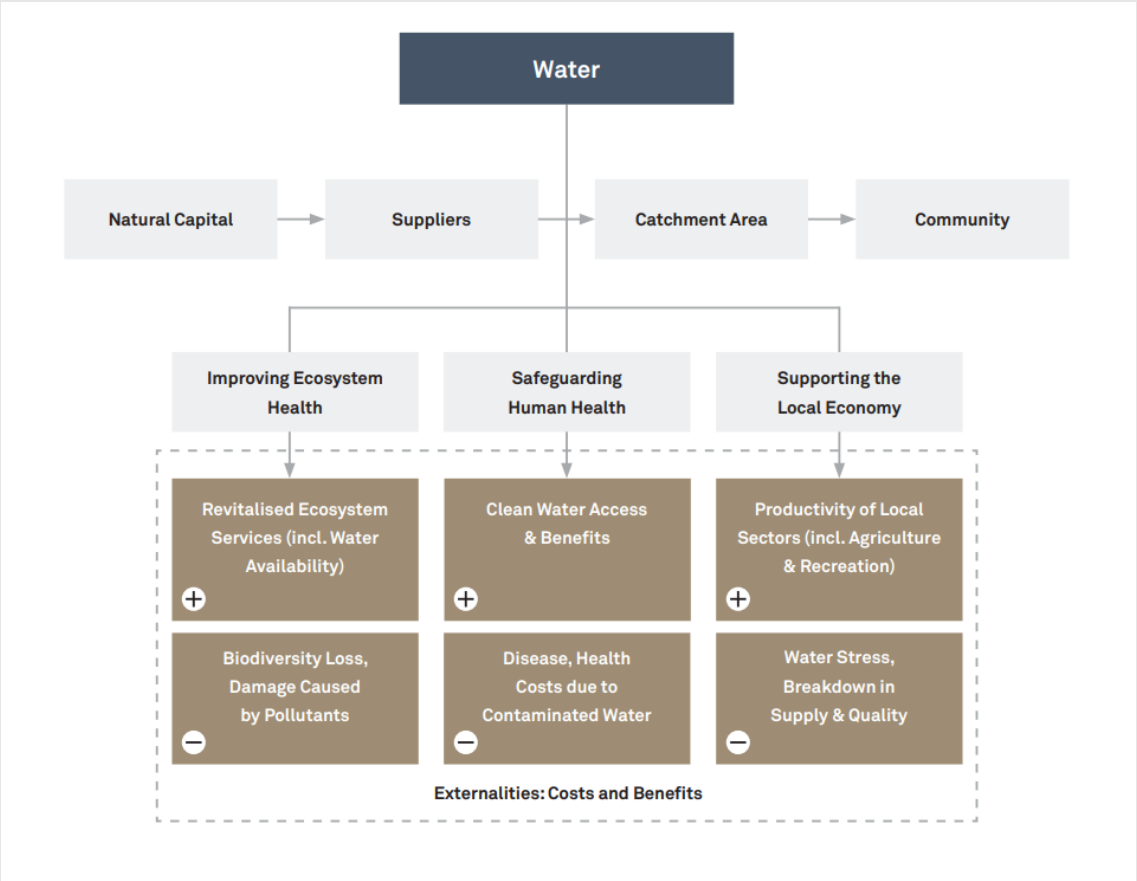 Water
Natural Capital
Suppliers
Catchment Area
Community
Improving Ecosystem
Health
Safeguarding
Human Health
Supporting the
Local Economy
Revitalised Ecosystem
Services (incl. Water
Availability)
+
Clean Water Access
& Benefits
+
Productivity of Local
Sectors (incl. Agriculture
& Recreation)
+
Biodiversity Loss,
Damage Caused
by Pollutants
−
Disease, Health
Costs due to
Contaminated Water
−
Water Stress,
Breakdown in
Supply & Quality
−
Externalities: Costs and Benefits